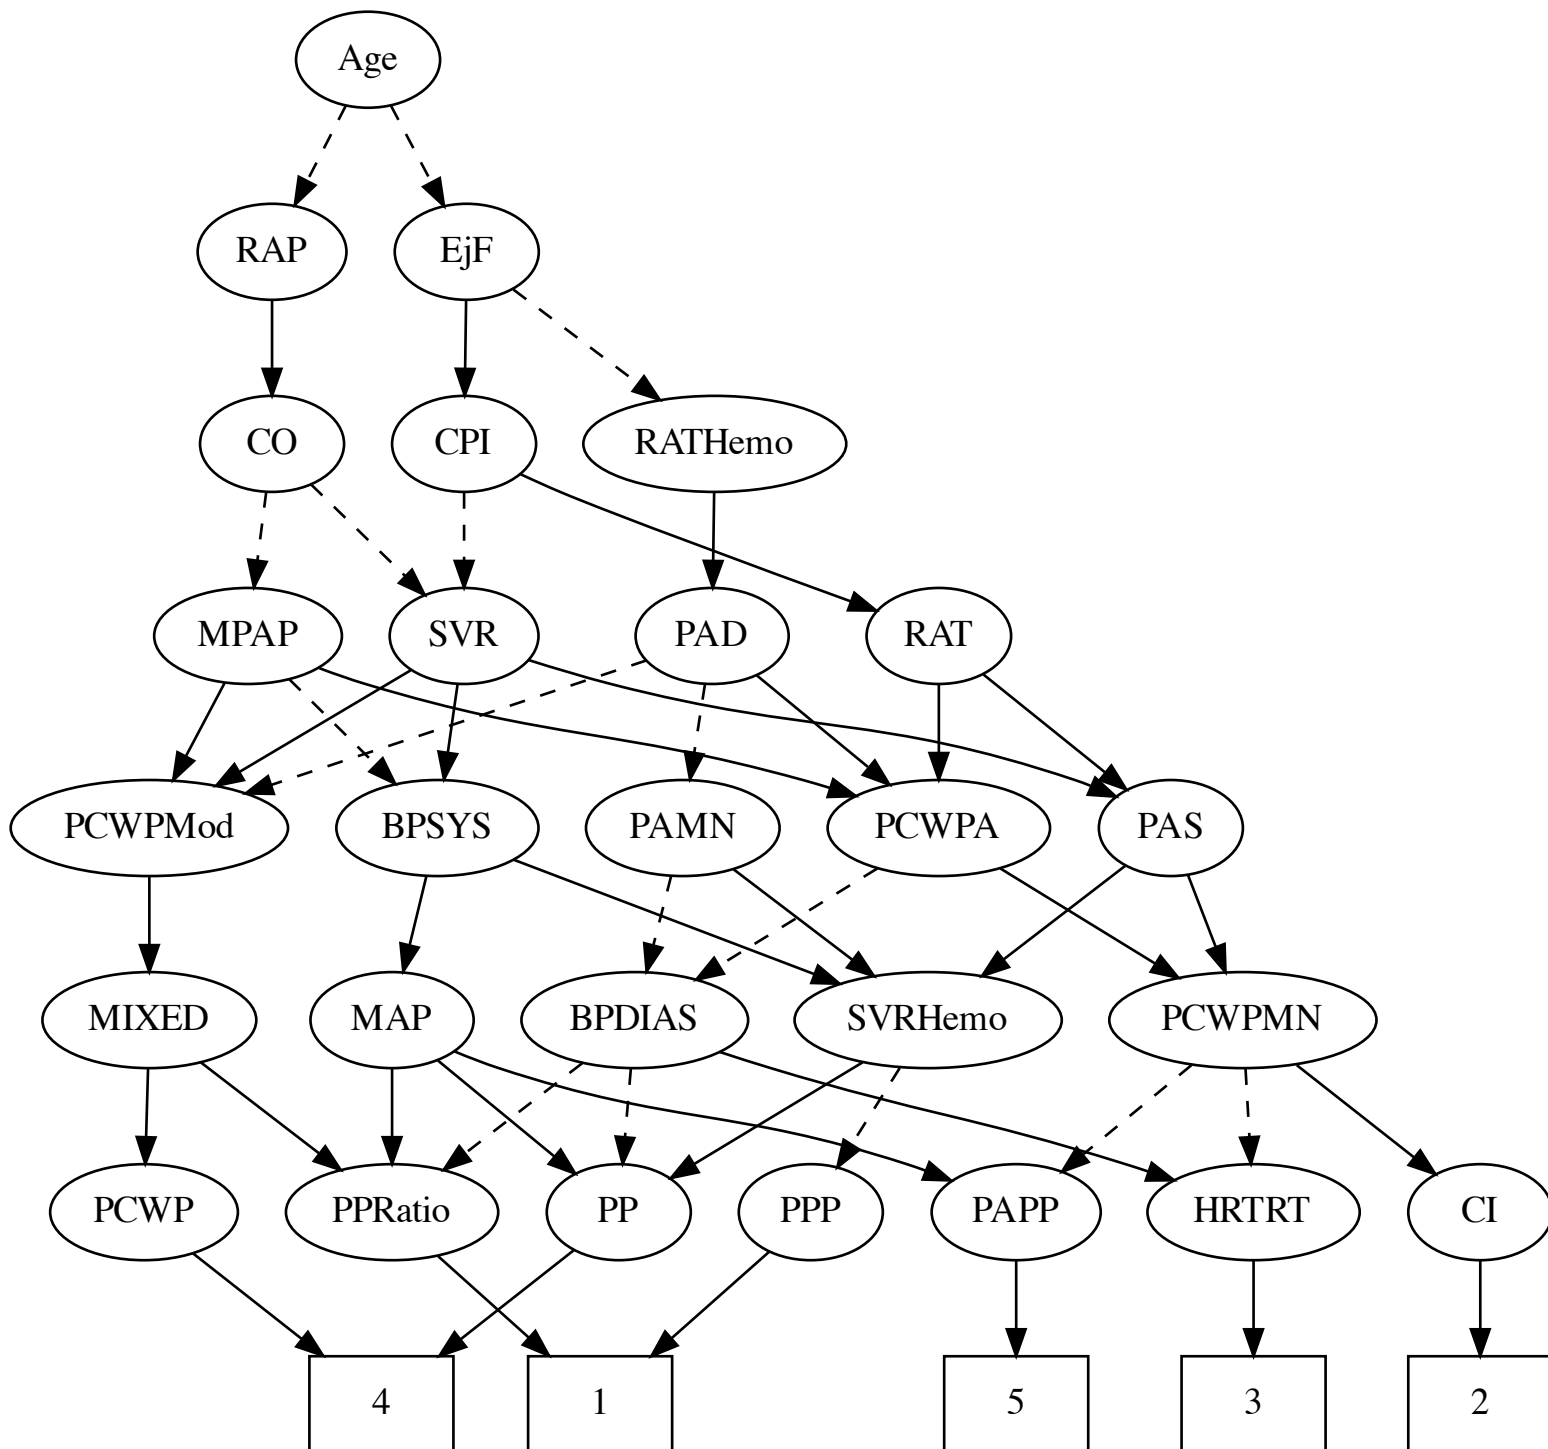 Age
RAP
EjF
CO
CPI
RATHemo
MPAP
SVR
PAD
RAT
PCWPMod
BPSYS
PAMN
PCWPA
PAS
MIXED
MAP
BPDIAS
SVRHemo
PCWPMN
PCWP
PPRatio
PP
PPP
PAPP
HRTRT
CI
4
1
5
3
2